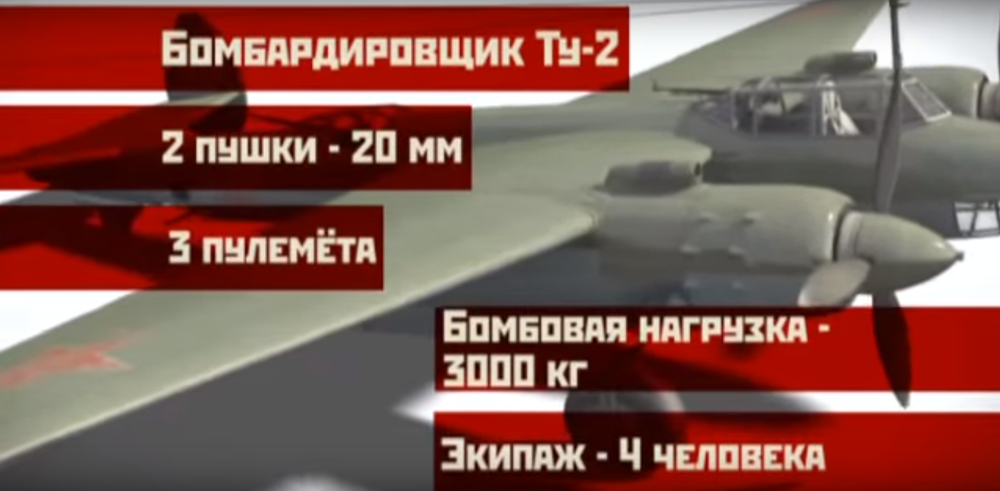 Бомбардировщик Ту-2
2 пушки - 20 мм
3 пулемёта
Бомбовая нагрузка -
3000 кг
Экипаж - 4 человека